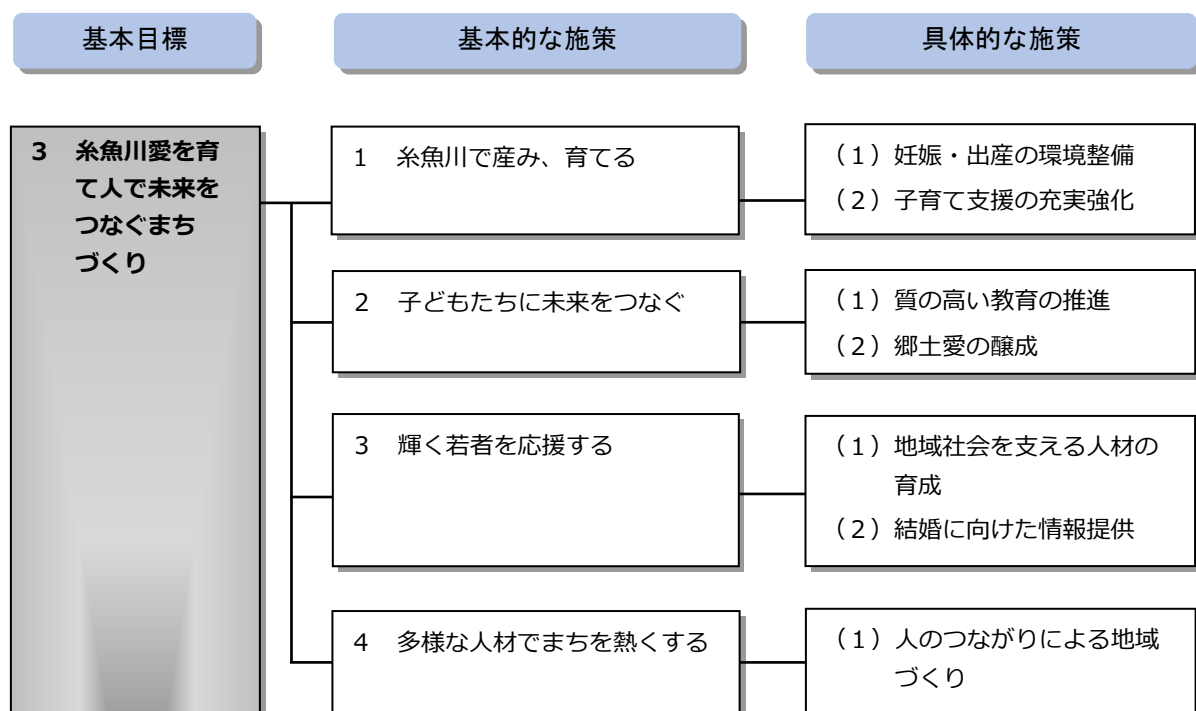 基本目標
基本的な施策
具体的な施策
3 糸魚川愛を育
て人で未来を
つなぐまち
づくり
1 糸魚川で産み、育てる
(1)妊娠・出産の環境整備
(2)子育て支援の充実強化
2 子どもたちに未来をつなぐ
(1)質の高い教育の推進
(2)郷土愛の醸成
3 輝く若者を応援する
(1)地域社会を支える人材の
育成
(2)結婚に向けた情報提供
4 多様な人材でまちを熱くする
(1)人のつながりによる地域
づくり